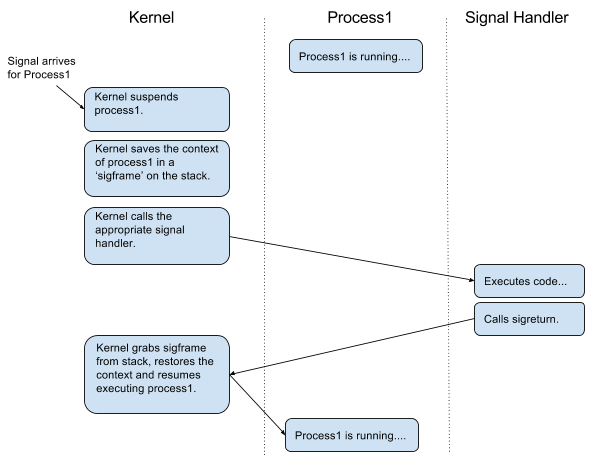 Kernel
Process1
Signal Handler
Process1 is running....
Signal arrives
for Process1
Kernel suspends
process1.
Kernel saves the context
of process1 in a
‘sigframe’ on the stack.
Kernel calls the
appropriate signal
handler.
Executes code...
Calls sigreturn.
Kernel grabs sigframe
from stack, restores the
context and resumes
executing process1.
Process1 is running....